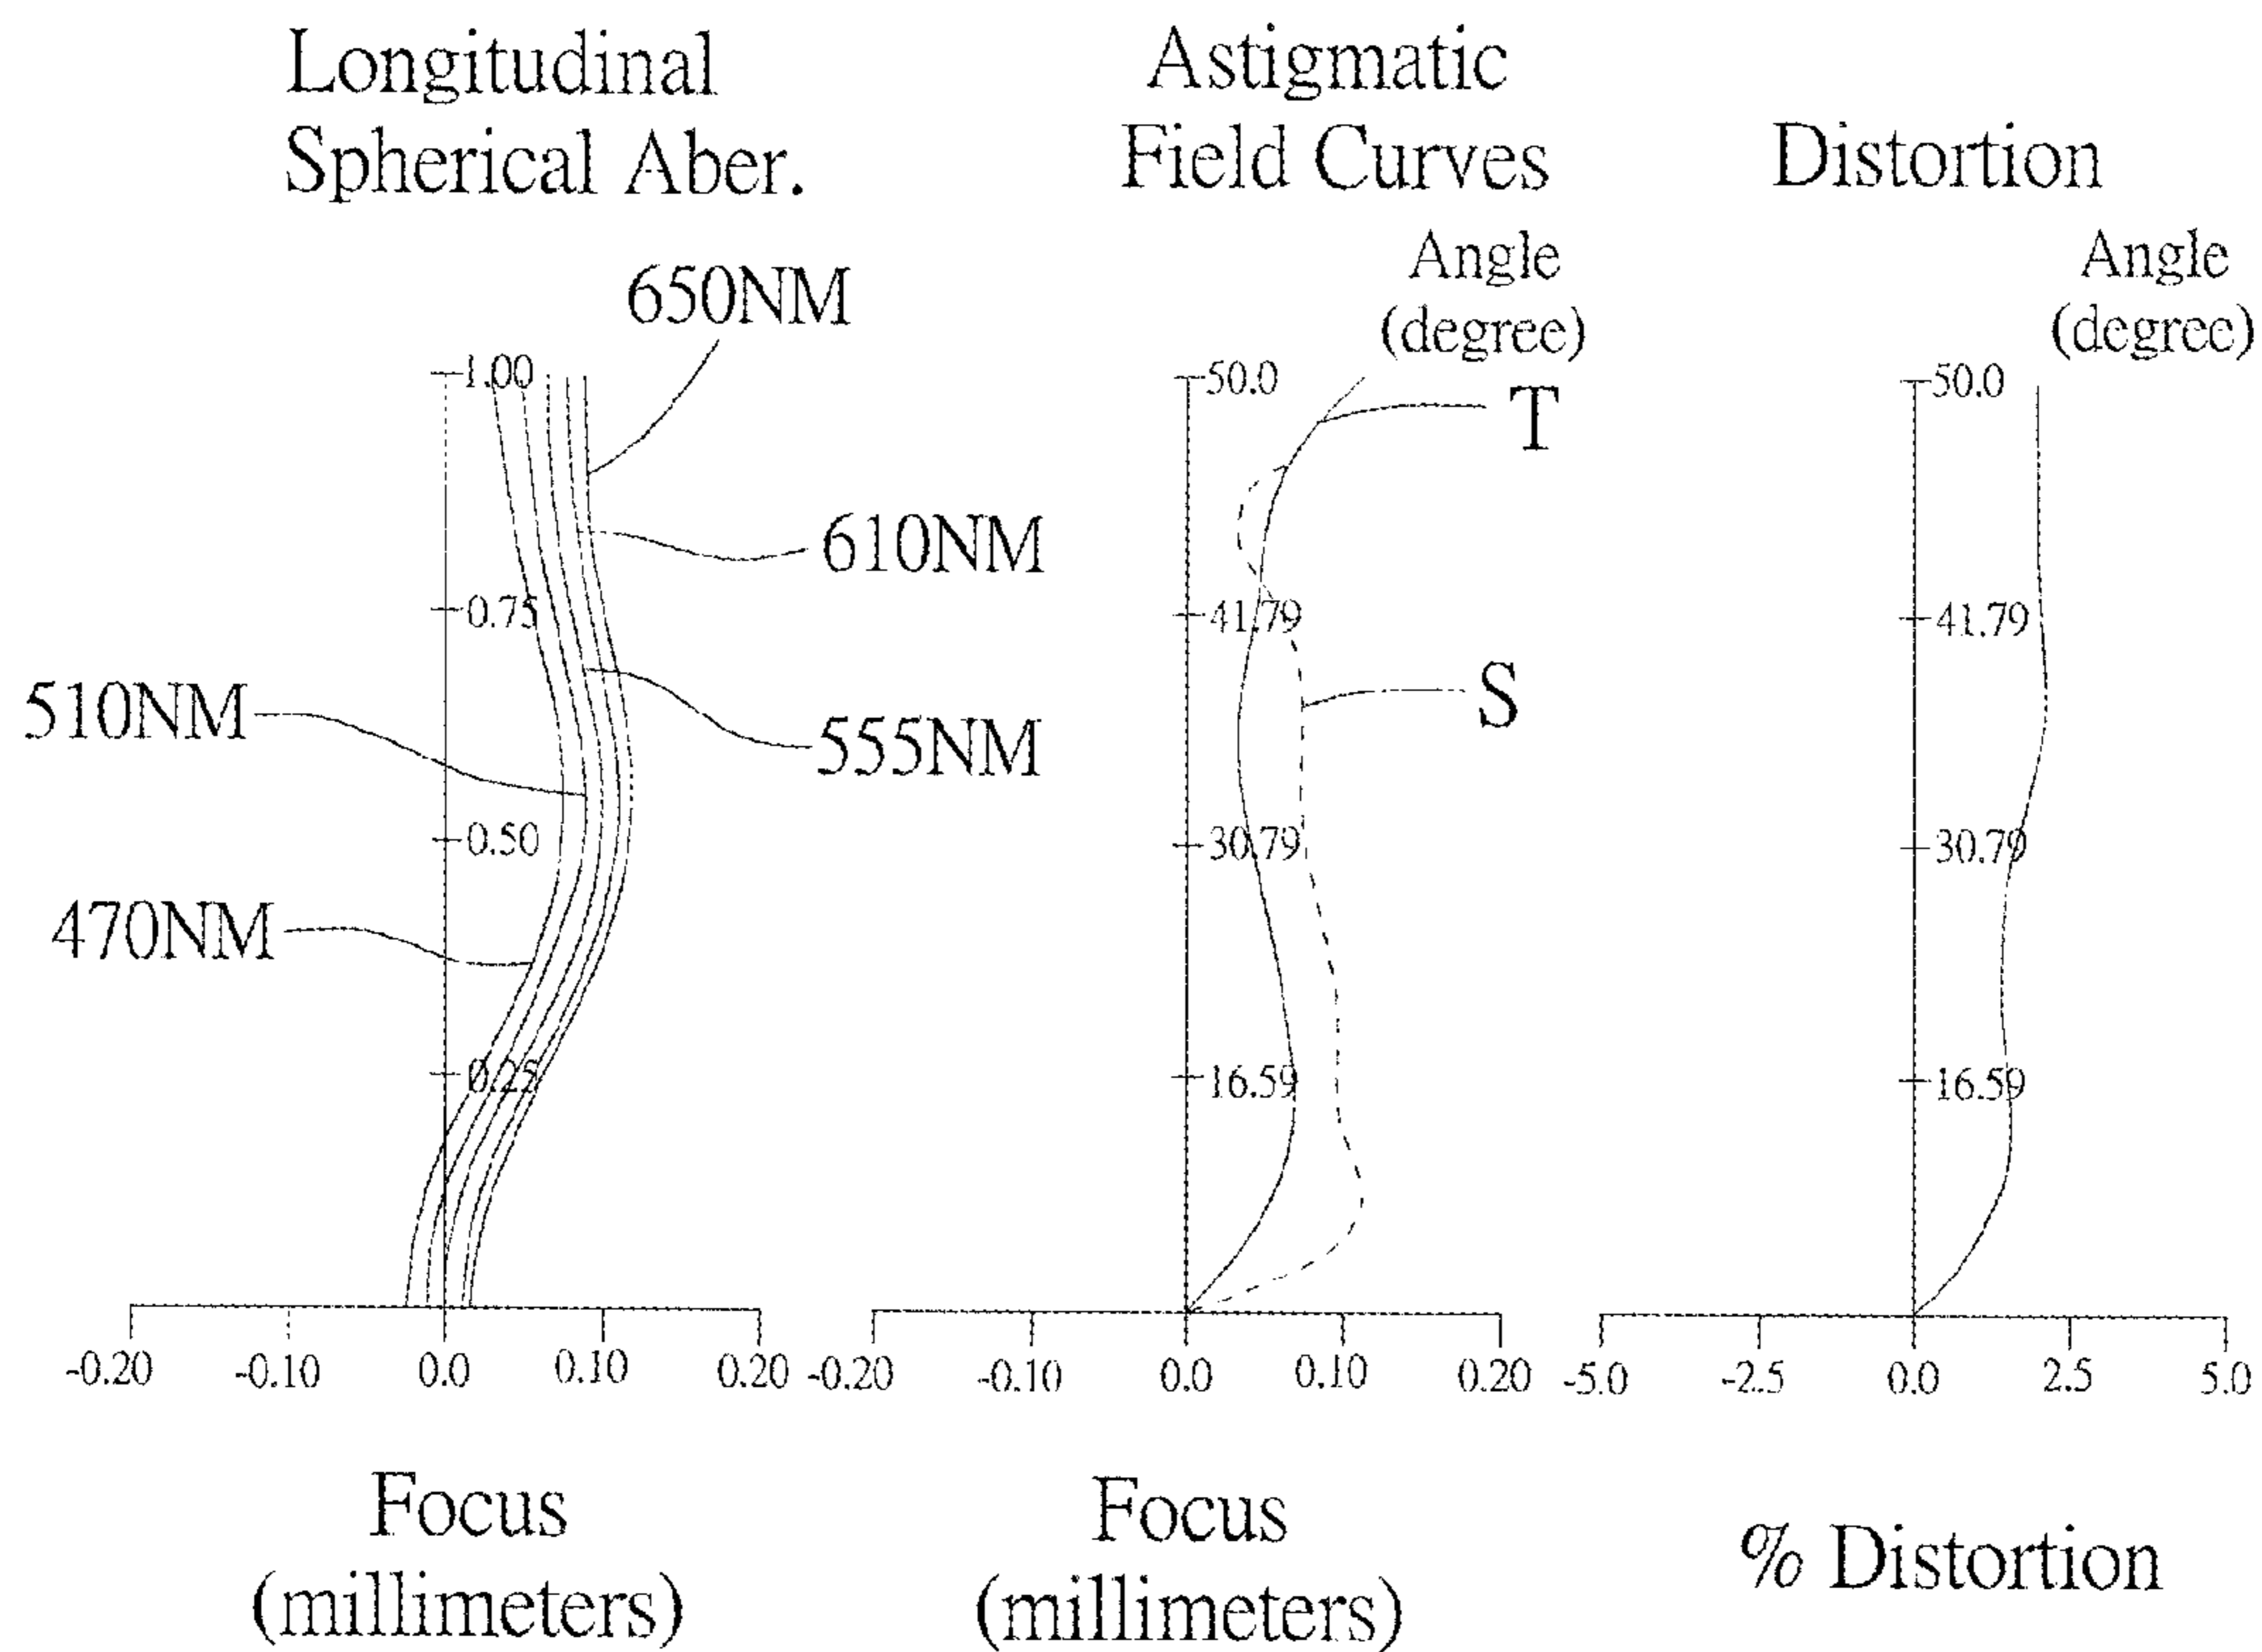 Longitudinal
Spherical Aber.
650NM
1.00
610NM
0.75
510NM
555NM
0.50
470NM
0.25
-0.20 -0.10 0.0 0.10 0.20
Focus
(millimeters)
Astigmatic
Field Curves
Angle
(degree)
50.0
T
41.79
S
30.79
16.59
-0.20 -0.10 0.0 0.10 0.20
Focus
(millimeters)
Distortion
Angle
(degree)
50.0
41.79
30.79
16.59
-5.0 -2.5 0.0 2.5 5.0
% Distortion